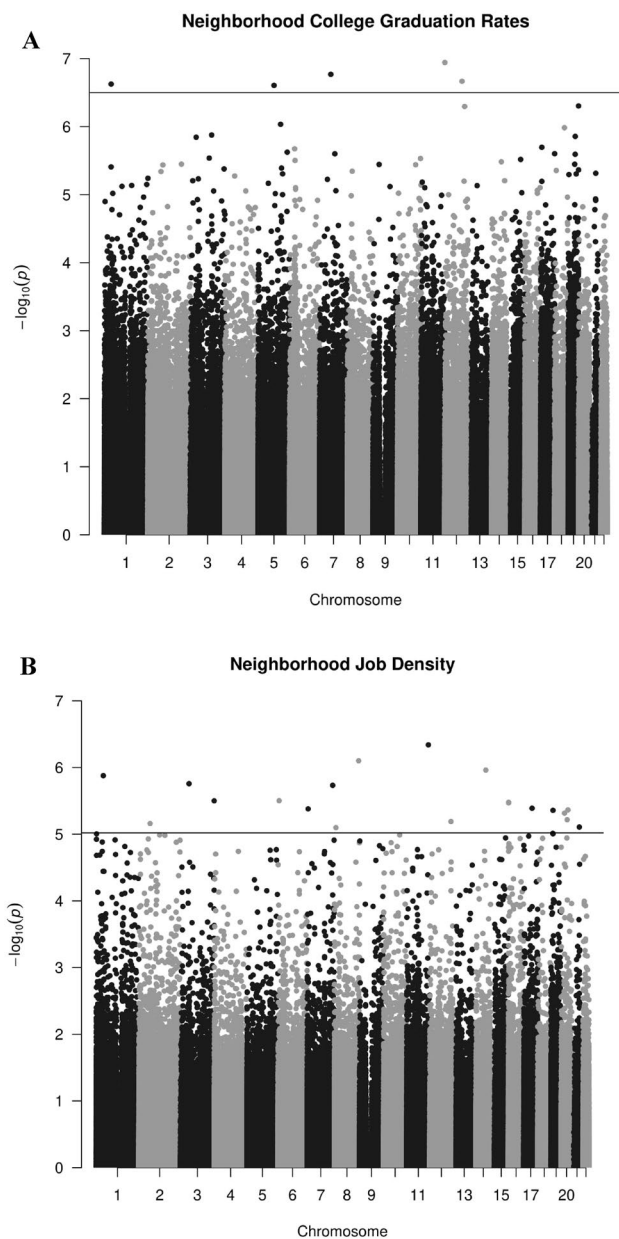 A
Neighborhood College Graduation Rates
7
6
5
4
3
2
1
0
−log₁₀(p)
1 2 3 4 5 6 7 8 9 11 13 15 17 20
Chromosome
B
Neighborhood Job Density
7
6
5
4
3
2
1
0
−log₁₀(p)
1 2 3 4 5 6 7 8 9 11 13 15 17 20
Chromosome